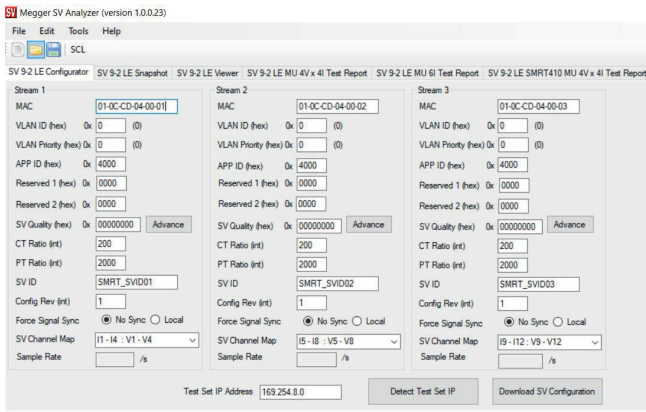 SV Megger SV Analyzer (version 1.0.0.23)
File Edit Tools Help
SCL
SV 9-2 LE Configurator SV 9-2 LE Snapshot SV 9-2 LE Viewer SV 9-2 LE MU 4V x 4I Test Report SV 9-2 LE MU 6I Test Report SV 9-2 LE SMRT410 MU 4V x 4I Test Report
Stream 1
MAC 01-0C-CD-04-00-01
VLAN ID (hex) 0x 0 (0)
VLAN Priority (hex) 0x 0 (0)
APP ID (hex) 0x 4000
Reserved 1 (hex) 0x 0000
Reserved 2 (hex) 0x 0000
SV Quality (hex) 0x 00000000 Advance
CT Ratio (int) 200
PT Ratio (int) 2000
SV ID SMRT_SVID01
Config Rev (int) 1
Force Signal Sync No Sync Local
SV Channel Map I1 - I4 : V1 - V4
Sample Rate /s
Stream 2
MAC 01-0C-CD-04-00-02
VLAN ID (hex) 0x 0 (0)
VLAN Priority (hex) 0x 0 (0)
APP ID (hex) 0x 4000
Reserved 1 (hex) 0x 0000
Reserved 2 (hex) 0x 0000
SV Quality (hex) 0x 00000000 Advance
CT Ratio (int) 200
PT Ratio (int) 2000
SV ID SMRT_SVID02
Config Rev (int) 1
Force Signal Sync No Sync Local
SV Channel Map I5 - I8 : V5 - V8
Sample Rate /s
Stream 3
MAC 01-0C-CD-04-00-03
VLAN ID (hex) 0x 0 (0)
VLAN Priority (hex) 0x 0 (0)
APP ID (hex) 0x 4000
Reserved 1 (hex) 0x 0000
Reserved 2 (hex) 0x 0000
SV Quality (hex) 0x 00000000 Advance
CT Ratio (int) 200
PT Ratio (int) 2000
SV ID SMRT_SVID03
Config Rev (int) 1
Force Signal Sync No Sync Local
SV Channel Map I9 - I12 : V9 - V12
Sample Rate /s
Test Set IP Address 169.254.8.0 Detect Test Set IP Download SV Configuration